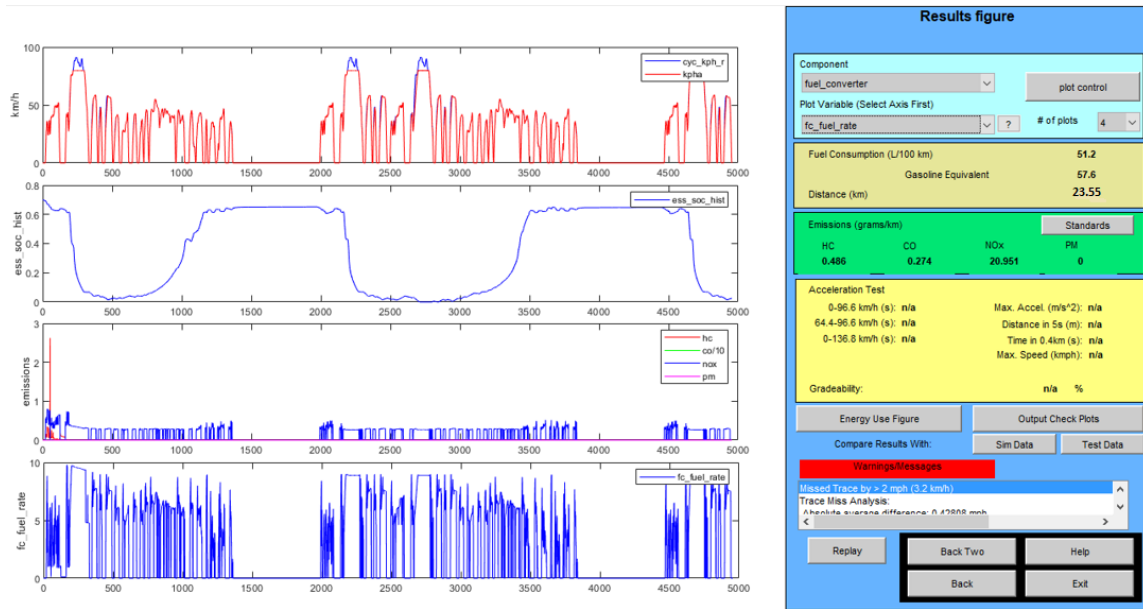 Results figure
100
50
0
km/h
cyc_kph_r
kpha
0 500 1000 1500 2000 2500 3000 3500 4000 4500 5000
0.8
0.6
0.4
0.2
0
ess_soc_hist
ess_soc_hist
0 500 1000 1500 2000 2500 3000 3500 4000 4500 5000
3
2
1
0
emissions
hc
co/10
nox
pm
0 500 1000 1500 2000 2500 3000 3500 4000 4500 5000
10
5
0
fc_fuel_rate
fc_fuel_rate
0 500 1000 1500 2000 2500 3000 3500 4000 4500 5000
Component
fuel_converter
plot control
Plot Variable (Select Axis First)
fc_fuel_rate ? # of plots 4
Fuel Consumption (L/100 km) 51.2
Gasoline Equivalent 57.6
Distance (km) 23.55
Emissions (grams/km) Standards
HC CO NOx PM
0.486 0.274 20.951 0
Acceleration Test
0-96.6 km/h (s): n/a Max. Accel. (m/s^2): n/a
64.4-96.6 km/h (s): n/a Distance in 5s (m): n/a
0-136.8 km/h (s): n/a Time in 0.4km (s): n/a
Max. Speed (kmph): n/a
Gradeability: n/a %
Energy Use Figure Output Check Plots
Compare Results With: Sim Data Test Data
Warnings/Messages
Missed Trace by > 2 mph (3.2 km/h)
Trace Miss Analysis:
Absolute average difference: 0.42808 mph
Replay Back Two Help
Back Exit